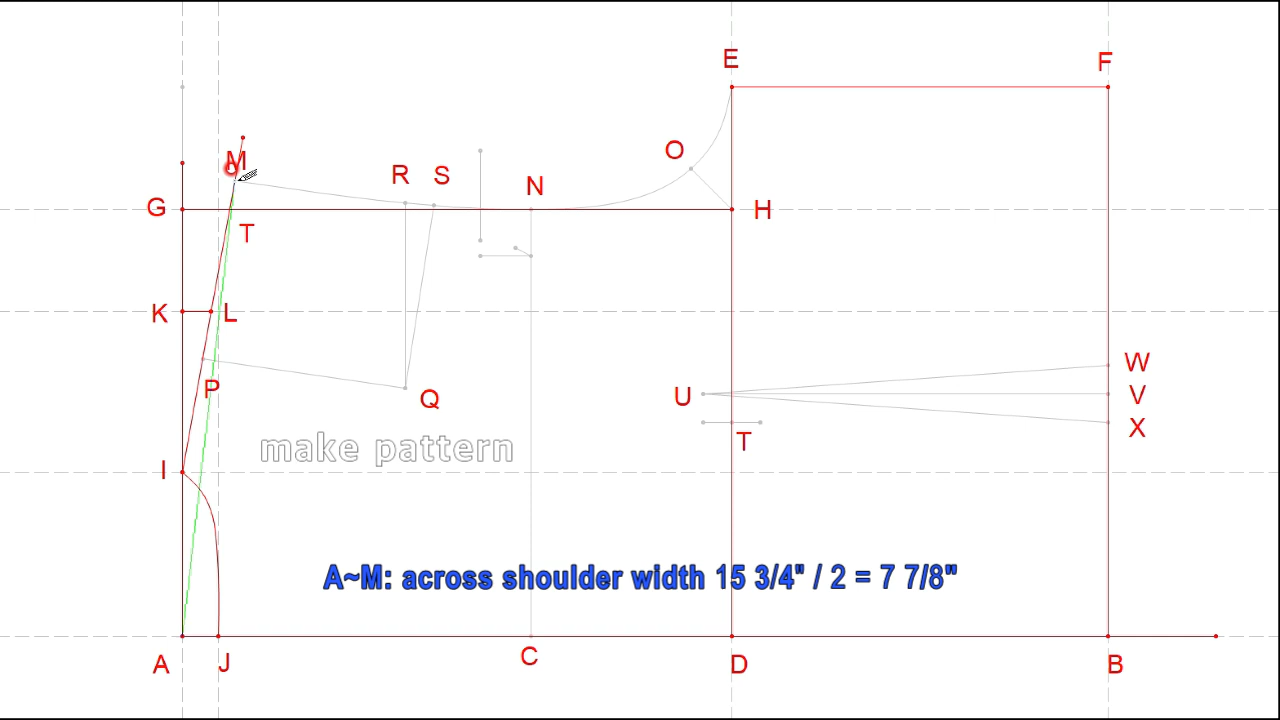 E
F
M
O
R
S
N
G
H
T
K
L
W
P
U
V
Q
X
T
make pattern
I
A~M: across shoulder width 15 3/4" / 2 = 7 7/8"
A
J
C
D
B